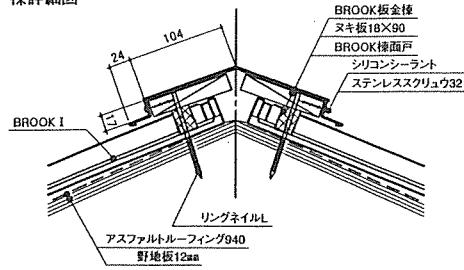 棟詳細図
BROOK板金棟
ヌキ板18×90
BROOK棟面戸
シリコンシーラント
ステンレススクリュウ32
104
24
17
BROOK I
リングネイルL
アスファルトルーフィング940
野地板12mm